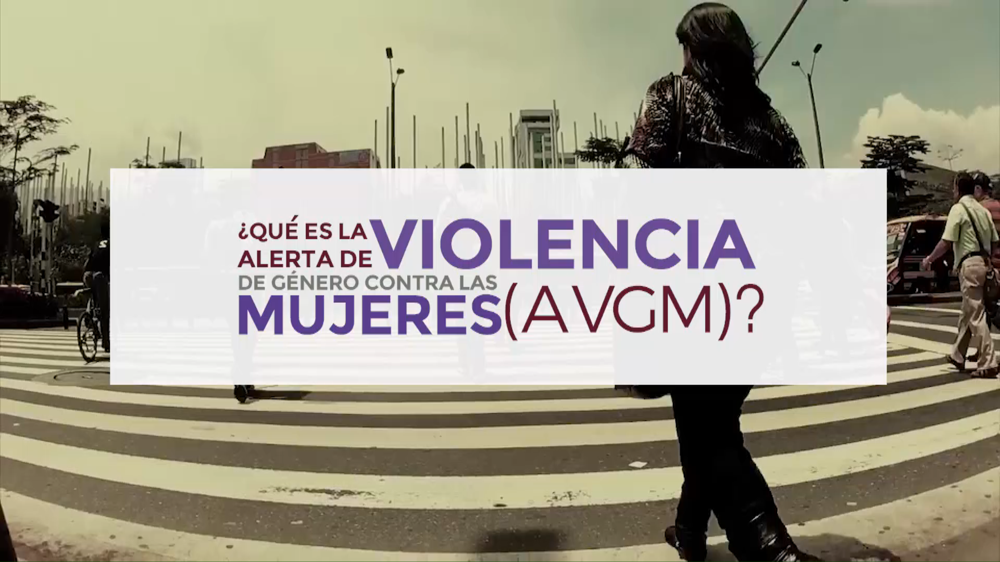 ¿QUÉ ES LA
ALERTA DE VIOLENCIA
DE GÉNERO CONTRA LAS
MUJERES (AVGM)?